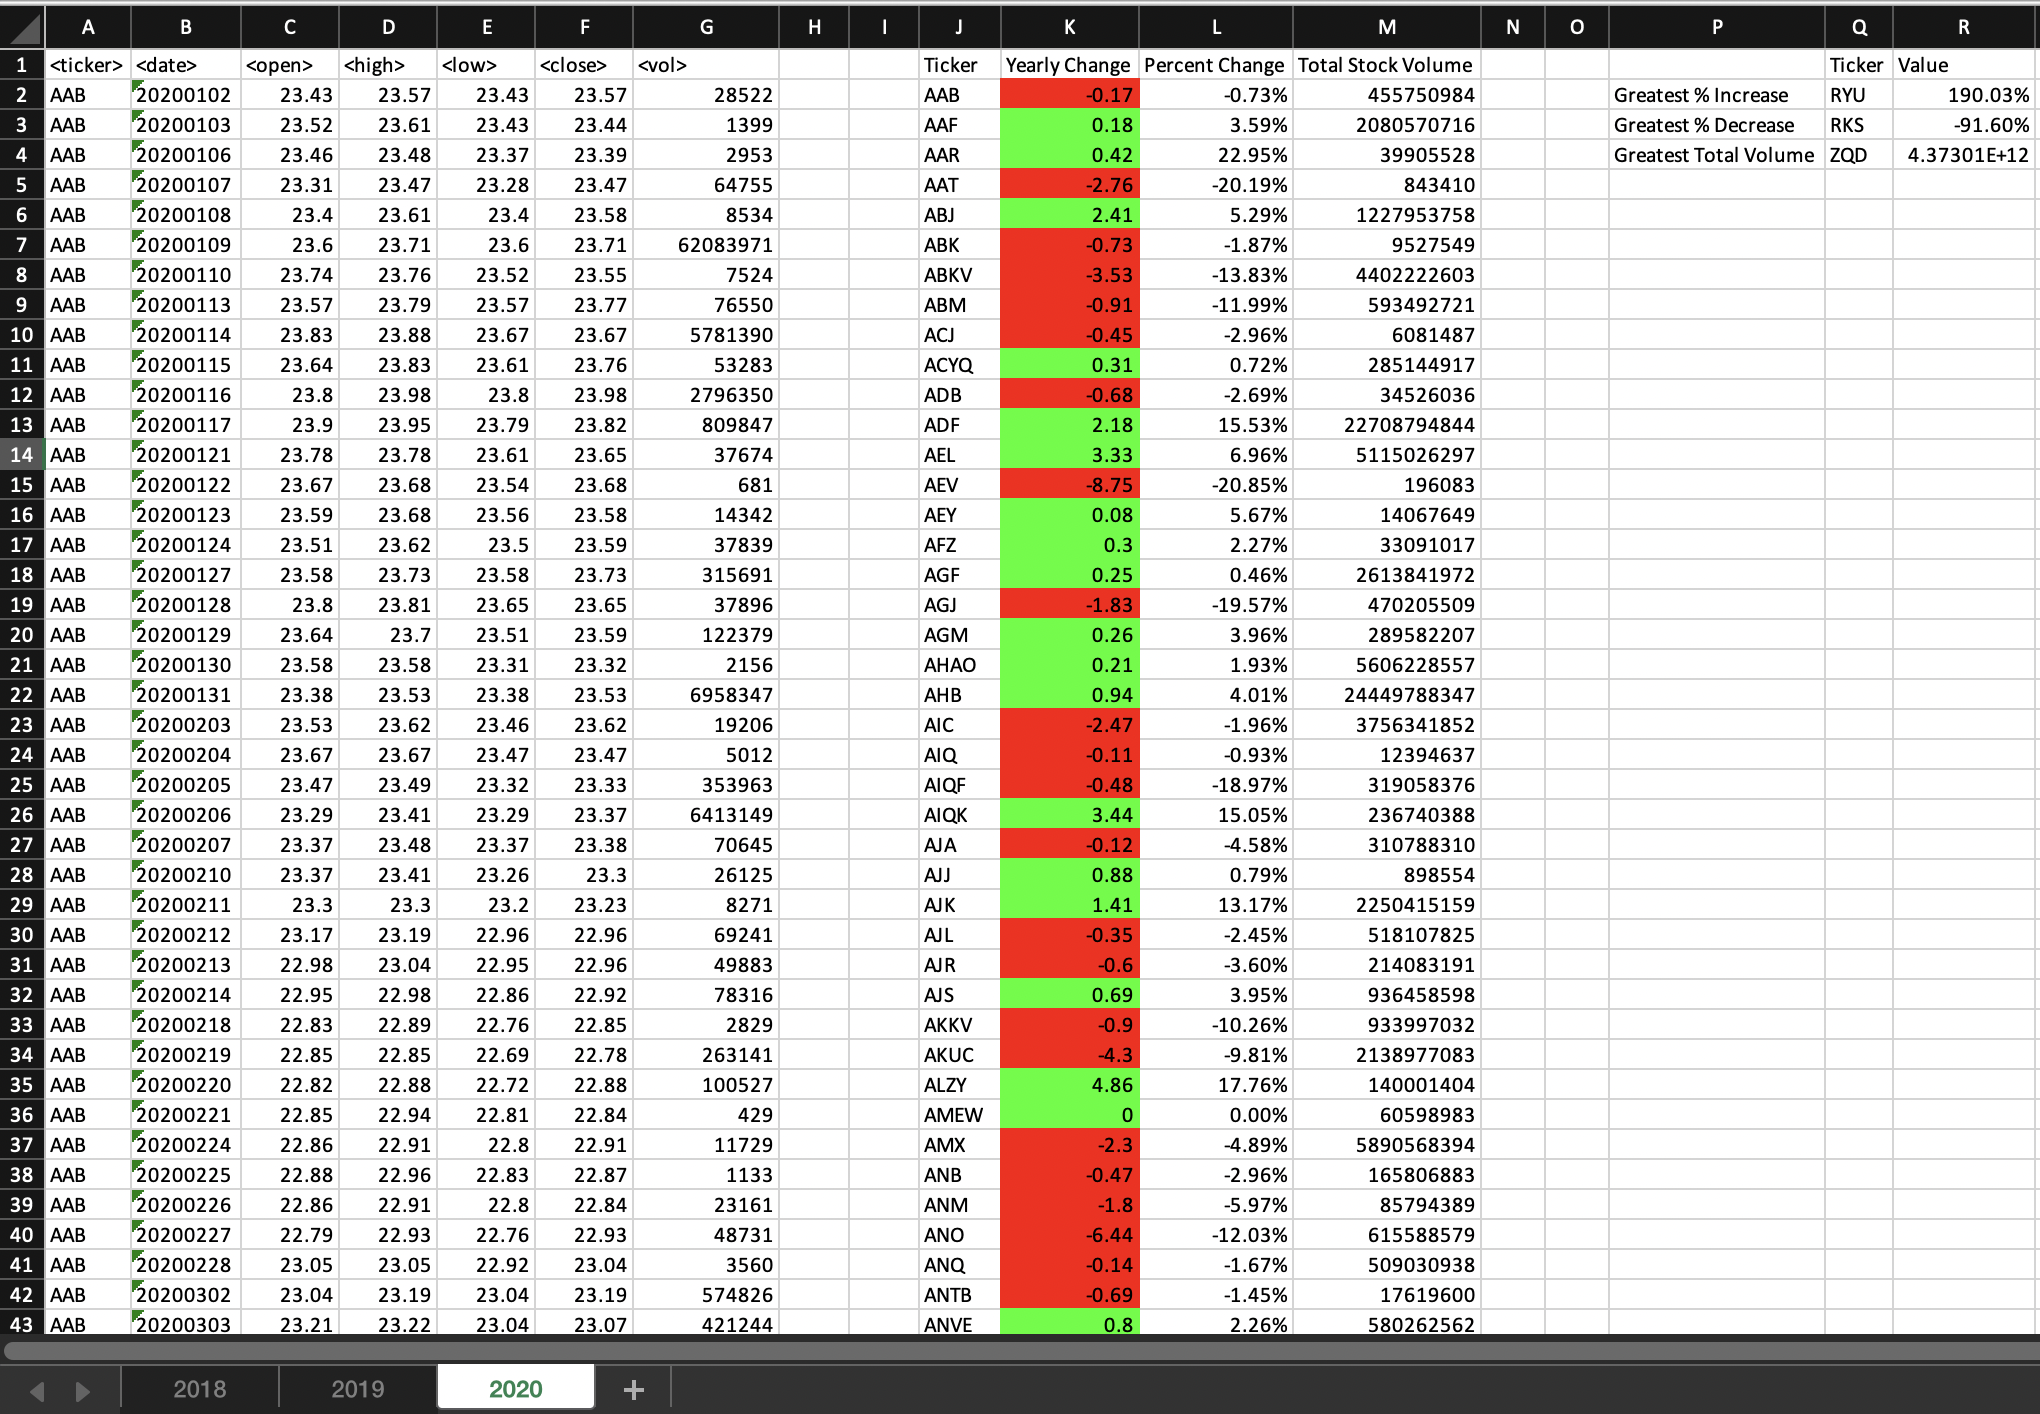 A B C D E F G H I J K L M N O P Q R
1 <ticker> <date> <open> <high> <low> <close> <vol> Ticker Yearly Change Percent Change Total Stock Volume Ticker Value
2 AAB 20200102 23.43 23.57 23.43 23.57 28522 AAB -0.17 -0.73% 455750984 Greatest % Increase RYU 190.03%
3 AAB 20200103 23.52 23.61 23.43 23.44 1399 AAF 0.18 3.59% 2080570716 Greatest % Decrease RKS -91.60%
4 AAB 20200106 23.46 23.48 23.37 23.39 2953 AAR 0.42 22.95% 39905528 Greatest Total Volume ZQD 4.37301E+12
5 AAB 20200107 23.31 23.47 23.28 23.47 64755 AAT -2.76 -20.19% 843410
6 AAB 20200108 23.4 23.61 23.4 23.58 8534 ABJ 2.41 5.29% 1227953758
7 AAB 20200109 23.6 23.71 23.6 23.71 62083971 ABK -0.73 -1.87% 9527549
8 AAB 20200110 23.74 23.76 23.52 23.55 7524 ABKV -3.53 -13.83% 4402222603
9 AAB 20200113 23.57 23.79 23.57 23.77 76550 ABM -0.91 -11.99% 593492721
10 AAB 20200114 23.83 23.88 23.67 23.67 5781390 ACJ -0.45 -2.96% 6081487
11 AAB 20200115 23.64 23.83 23.61 23.76 53283 ACYQ 0.31 0.72% 285144917
12 AAB 20200116 23.8 23.98 23.8 23.98 2796350 ADB -0.68 -2.69% 34526036
13 AAB 20200117 23.9 23.95 23.79 23.82 809847 ADF 2.18 15.53% 22708794844
14 AAB 20200121 23.78 23.78 23.61 23.65 37674 AEL 3.33 6.96% 5115026297
15 AAB 20200122 23.67 23.68 23.54 23.68 681 AEV -8.75 -20.85% 196083
16 AAB 20200123 23.59 23.68 23.56 23.58 14342 AEY 0.08 5.67% 14067649
17 AAB 20200124 23.51 23.62 23.5 23.59 37839 AFZ 0.3 2.27% 33091017
18 AAB 20200127 23.58 23.73 23.58 23.73 315691 AGF 0.25 0.46% 2613841972
19 AAB 20200128 23.8 23.81 23.65 23.65 37896 AGJ -1.83 -19.57% 470205509
20 AAB 20200129 23.64 23.7 23.51 23.59 122379 AGM 0.26 3.96% 289582207
21 AAB 20200130 23.58 23.58 23.31 23.32 2156 AHAO 0.21 1.93% 5606228557
22 AAB 20200131 23.38 23.53 23.38 23.53 6958347 AHB 0.94 4.01% 24449788347
23 AAB 20200203 23.53 23.62 23.46 23.62 19206 AIC -2.47 -1.96% 3756341852
24 AAB 20200204 23.67 23.67 23.47 23.47 5012 AIQ -0.11 -0.93% 12394637
25 AAB 20200205 23.47 23.49 23.32 23.33 353963 AIQF -0.48 -18.97% 319058376
26 AAB 20200206 23.29 23.41 23.29 23.37 6413149 AIQK 3.44 15.05% 236740388
27 AAB 20200207 23.37 23.48 23.37 23.38 70645 AJA -0.12 -4.58% 310788310
28 AAB 20200210 23.37 23.41 23.26 23.3 26125 AJJ 0.88 0.79% 898554
29 AAB 20200211 23.3 23.3 23.2 23.23 8271 AJK 1.41 13.17% 2250415159
30 AAB 20200212 23.17 23.19 22.96 22.96 69241 AJL -0.35 -2.45% 518107825
31 AAB 20200213 22.98 23.04 22.95 22.96 49883 AJR -0.6 -3.60% 214083191
32 AAB 20200214 22.95 22.98 22.86 22.92 78316 AJS 0.69 3.95% 936458598
33 AAB 20200218 22.83 22.89 22.76 22.85 2829 AKKV -0.9 -10.26% 933997032
34 AAB 20200219 22.85 22.85 22.69 22.78 263141 AKUC -4.3 -9.81% 2138977083
35 AAB 20200220 22.82 22.88 22.72 22.88 100527 ALZY 4.86 17.76% 140001404
36 AAB 20200221 22.85 22.94 22.81 22.84 429 AMEW 0 0.00% 60598983
37 AAB 20200224 22.86 22.91 22.8 22.91 11729 AMX -2.3 -4.89% 5890568394
38 AAB 20200225 22.88 22.96 22.83 22.87 1133 ANB -0.47 -2.96% 165806883
39 AAB 20200226 22.86 22.91 22.8 22.84 23161 ANM -1.8 -5.97% 85794389
40 AAB 20200227 22.79 22.93 22.76 22.93 48731 ANO -6.44 -12.03% 615588579
41 AAB 20200228 23.05 23.05 22.92 23.04 3560 ANQ -0.14 -1.67% 509030938
42 AAB 20200302 23.04 23.19 23.04 23.19 574826 ANTB -0.69 -1.45% 17619600
43 AAB 20200303 23.21 23.22 23.04 23.07 421244 ANVE 0.8 2.26% 580262562
2018 2019 2020 +